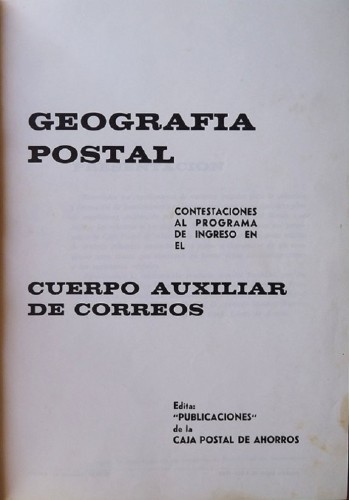 GEOGRAFIA
POSTAL
CONTESTACIONES
AL PROGRAMA
DE INGRESO EN
EL
CUERPO AUXILIAR
DE CORREOS
Edita:
"PUBLICACIONES"
de la
CAJA POSTAL DE AHORROS